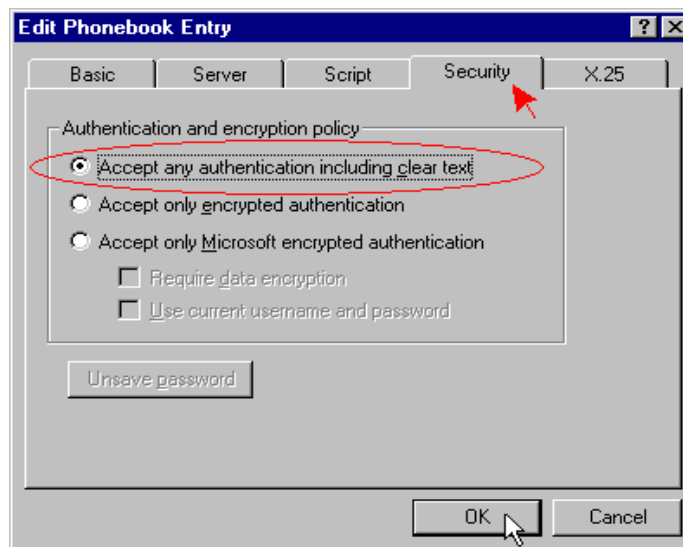 Edit Phonebook Entry
Basic Server Script Security X.25
Authentication and encryption policy
Accept any authentication including clear text
Accept only encrypted authentication
Accept only Microsoft encrypted authentication
Require data encryption
Use current username and password
Unsave password
OK Cancel